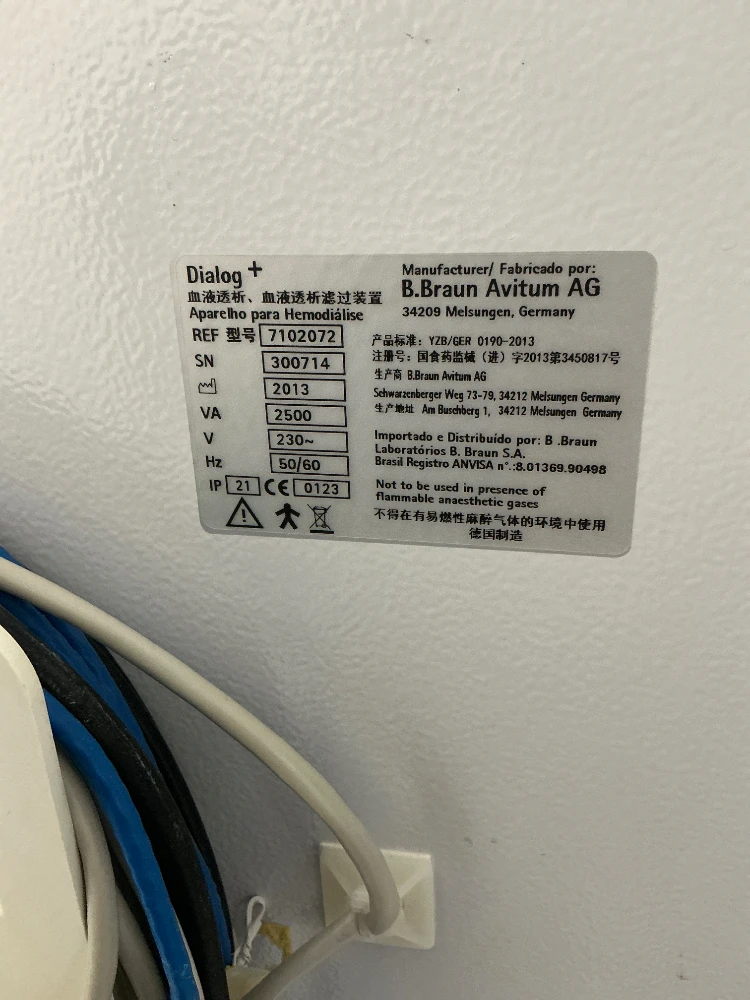 Dialog+
血液透析、血液透析滤过装置
Aparelho para Hemodiálise
REF 型号 7102072
SN 300714
2013
VA 2500
V 230~
Hz 50/60
IP 21 CE 0123
Manufacturer/ Fabricado por:
B.Braun Avitum AG
34209 Melsungen, Germany
产品标准: YZB/GER 0190-2013
注册号: 国食药监械（进）字2013第3450817号
生产商 B.Braun Avitum AG
Schwarzenberger Weg 73-79, 34212 Melsungen Germany
生产地址 Am Buschberg 1, 34212 Melsungen Germany
Importado e Distribuído por: B .Braun
Laboratórios B. Braun S.A.
Brasil Registro ANVISA n°.:8.01369.90498
Not to be used in presence of
flammable anaesthetic gases
不得在有易燃性麻醉气体的环境中使用
德国制造